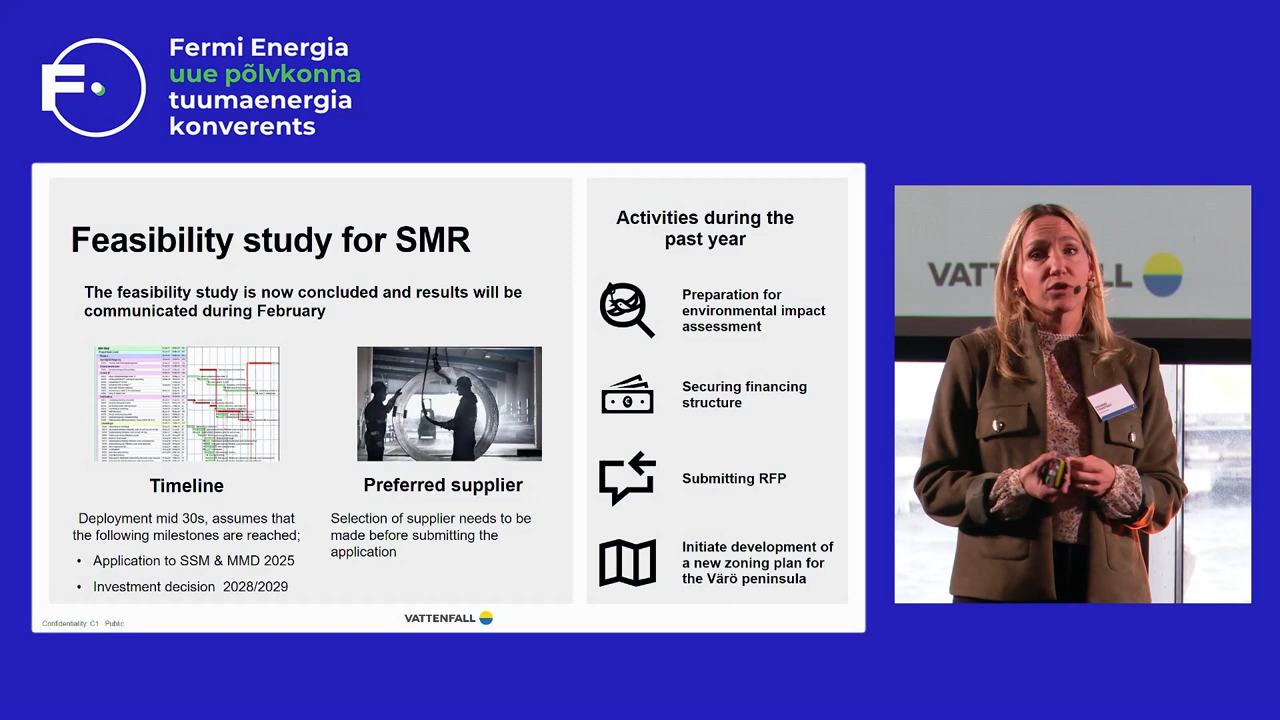 Fermi Energia
uue põlvkonna
tuumaenergia
konverents
Feasibility study for SMR
The feasibility study is now concluded and results will be
communicated during February
Timeline
Deployment mid 30s, assumes that
the following milestones are reached;
• Application to SSM & MMD 2025
• Investment decision 2028/2029
Preferred supplier
Selection of supplier needs to be
made before submitting the
application
Activities during the
past year
Preparation for
environmental impact
assessment
Securing financing
structure
Submitting RFP
Initiate development of
a new zoning plan for
the Värö peninsula
Confidentiality: C1 - Public
VATTENFALL
VATT LL